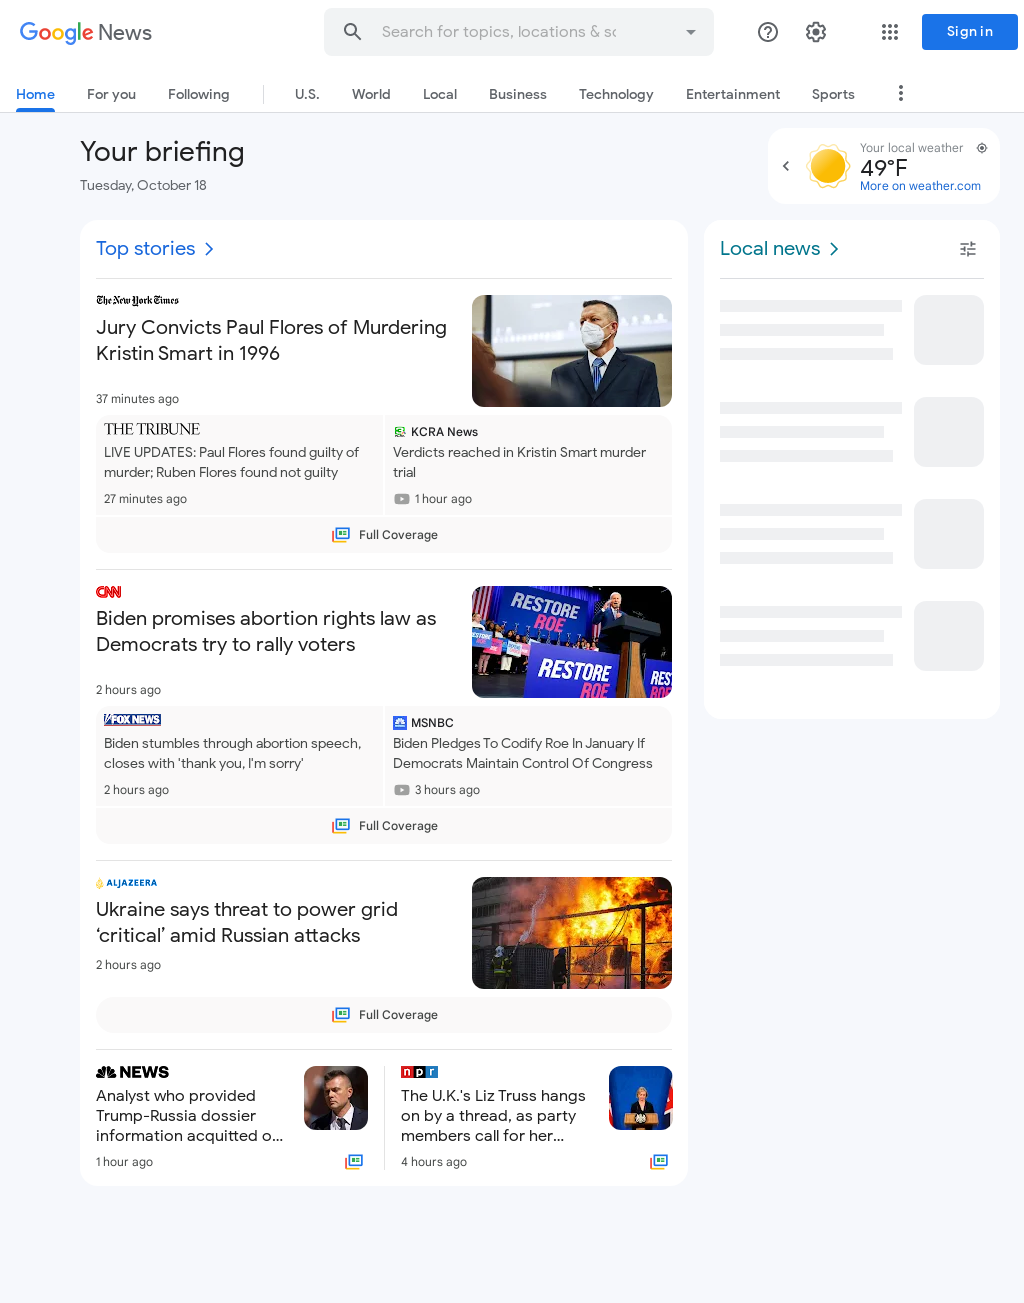 Google News
Search for topics, locations & so
Sign in
Home
For you
Following
U.S.
World
Local
Business
Technology
Entertainment
Sports
Your briefing
Tuesday, October 18
Your local weather
49°F
More on weather.com
Top stories
Local news
The New York Times
Jury Convicts Paul Flores of Murdering
Kristin Smart in 1996
37 minutes ago
THE TRIBUNE
LIVE UPDATES: Paul Flores found guilty of
murder; Ruben Flores found not guilty
27 minutes ago
KCRA News
Verdicts reached in Kristin Smart murder
trial
1 hour ago
Full Coverage
CNN
Biden promises abortion rights law as
Democrats try to rally voters
2 hours ago
RESTORE
ROE
RESTORE
ROE
FOX NEWS
Biden stumbles through abortion speech,
closes with 'thank you, I'm sorry'
2 hours ago
MSNBC
Biden Pledges To Codify Roe In January If
Democrats Maintain Control Of Congress
3 hours ago
Full Coverage
ALJAZEERA
Ukraine says threat to power grid
‘critical’ amid Russian attacks
2 hours ago
Full Coverage
NEWS
Analyst who provided
Trump-Russia dossier
information acquitted o...
1 hour ago
npr
The U.K.'s Liz Truss hangs
on by a thread, as party
members call for her...
4 hours ago